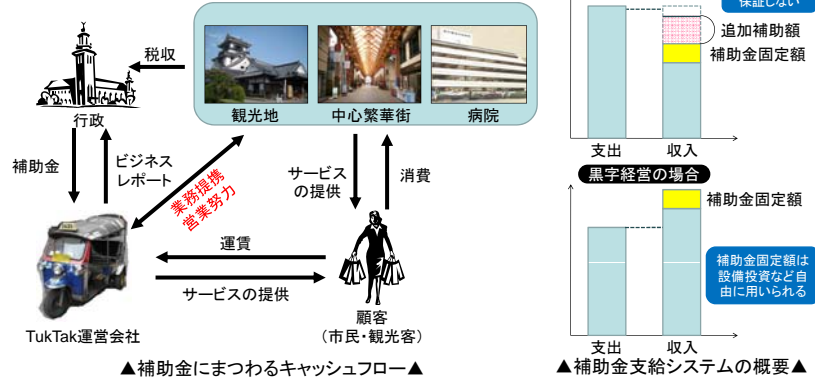 保証しない
追加補助額
補助金固定額
支出
収入
税収
観光地
中心繁華街
病院
行政
補助金
ビジネス
レポート
業務提携
営業努力
サービス
の提供
消費
運賃
サービスの提供
TukTak運営会社
顧客
(市民・観光客)
▲補助金にまつわるキャッシュフロー▲
黒字経営の場合
補助金固定額
補助金固定額は
設備投資など自
由に用いられる
支出
収入
▲補助金支給システムの概要▲